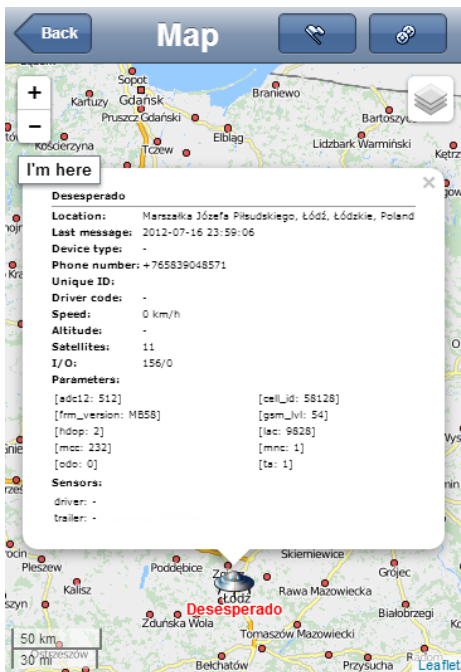 Back
Map
Sopot
Kartuzy Gdańsk
Braniewo
+
-
Pruszcz Gdański
Bartoszy
Elbląg
Kościerzyna
Tczew
Lidzbark Warmiński
Kętrz
I'm here
×
Desesperado
Location: Marszałka Józefa Piłsudskiego, Łódź, Łódzkie, Poland
Last message: 2012-07-16 23:59:06
Device type: -
Phone number: +765839048571
Unique ID:
Driver code: -
Speed: 0 km/h
Altitude: -
Satellites: 11
I/O: 156/0
Parameters:
[adc12: 512] [cell_id: 58128]
[frm_version: MB58] [gsm_lvl: 54]
[hdop: 2] [lac: 9828]
[mcc: 232] [mnc: 1]
[odo: 0] [ta: 1]
Sensors:
driver: -
trailer: -
Skierniewice
Pleszew
Poddębice
Grójec
Kalisz
Rawa Mazowiecka
Łódź
Desesperado
Białobrzegi
Zduńska Wola
Tomaszów Mazowiecki
50 km
30 mi
Ostrzeszów
Bełchatów
Przysucha
Radom
Leaflet